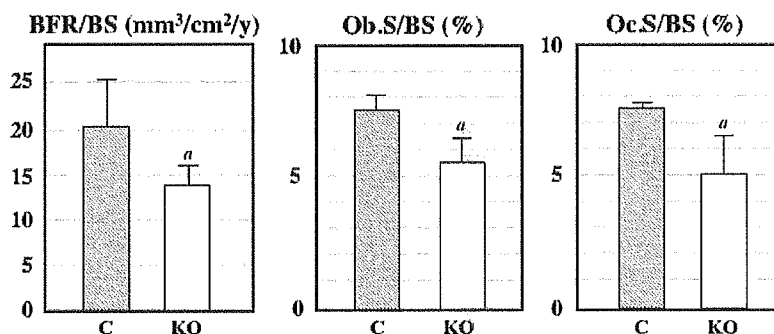 BFR/BS (mm³/cm²/y)
25
20
15
10
5
0
a
C KO
Ob.S/BS (%)
10
5
0
a
C KO
Oc.S/BS (%)
10
5
0
a
C KO